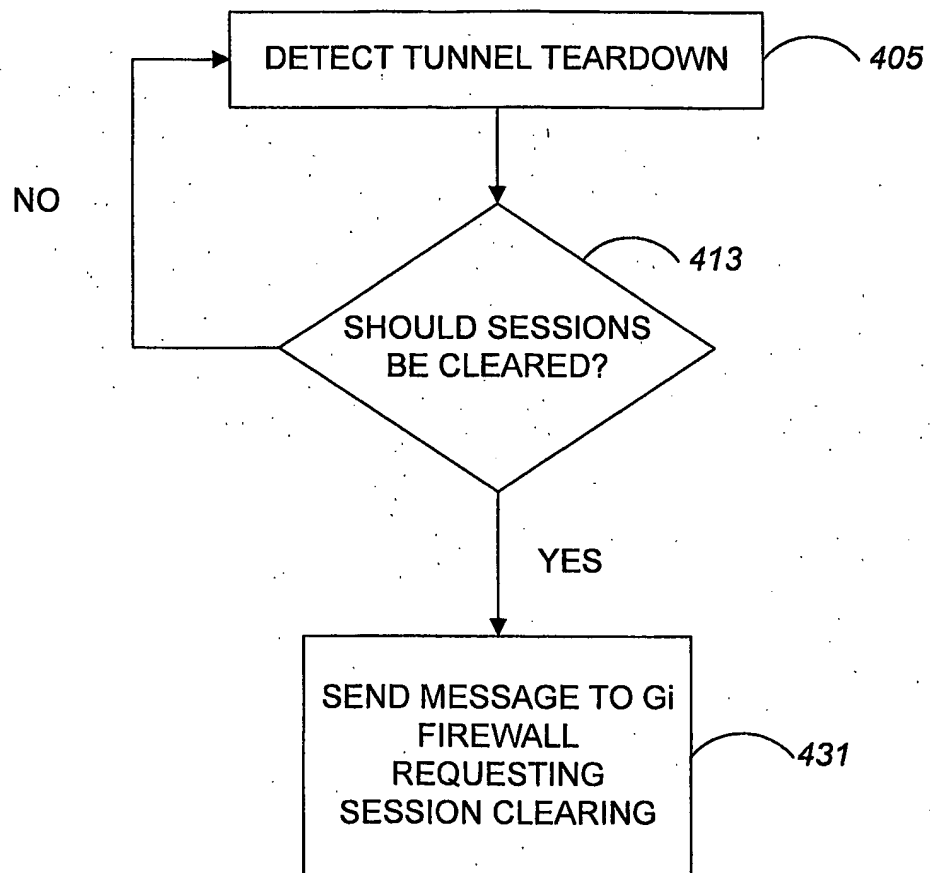 DETECT TUNNEL TEARDOWN
405
NO
413
SHOULD SESSIONS
BE CLEARED?
YES
SEND MESSAGE TO Gi
FIREWALL
REQUESTING
SESSION CLEARING
431